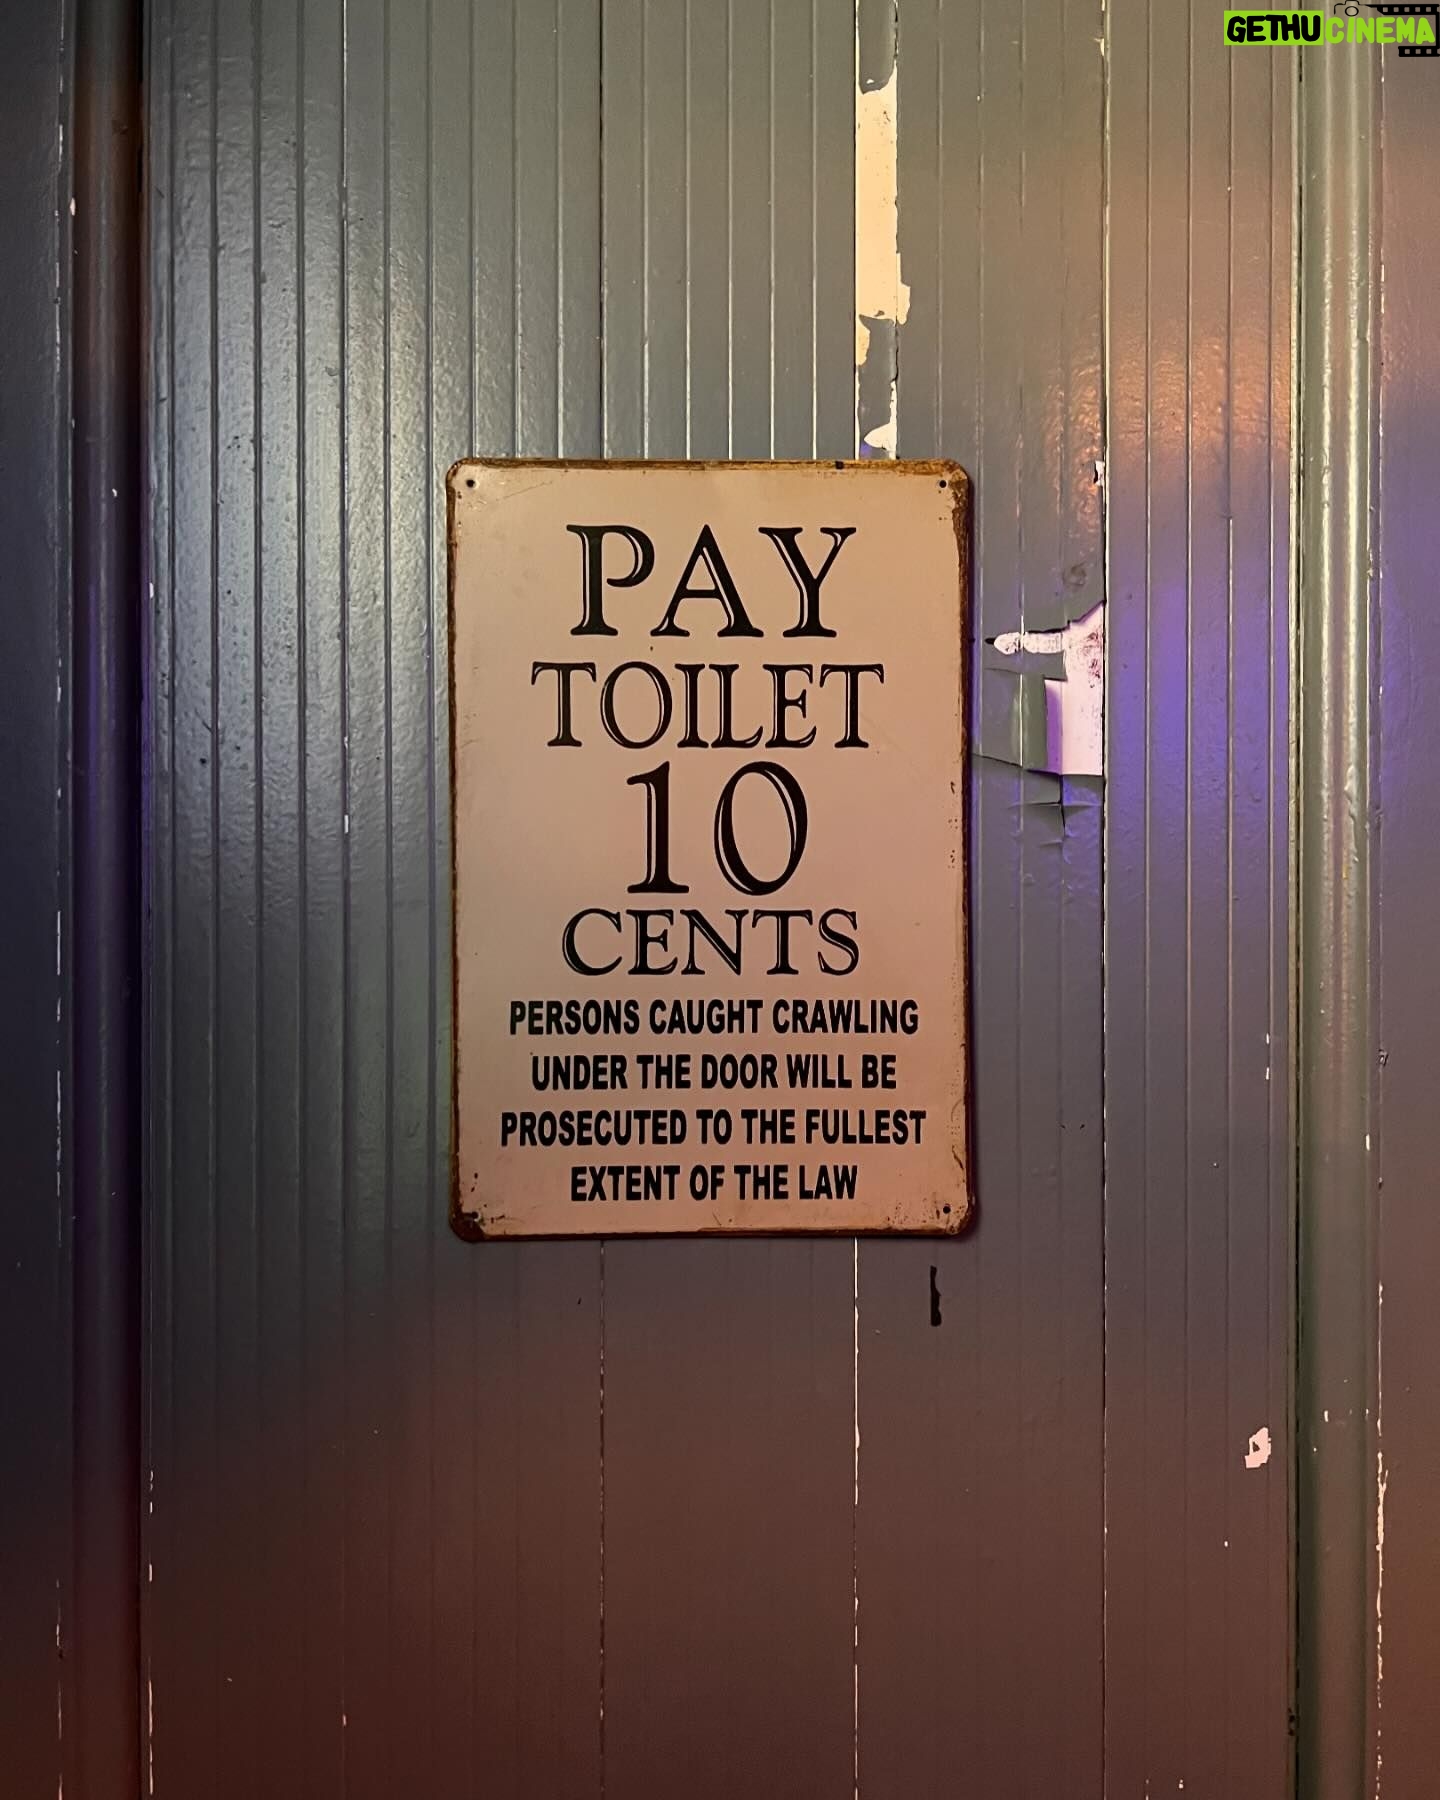 GETHU CINEMA
PAY
TOILET
10
CENTS
PERSONS CAUGHT CRAWLING
UNDER THE DOOR WILL BE
PROSECUTED TO THE FULLEST
EXTENT OF THE LAW